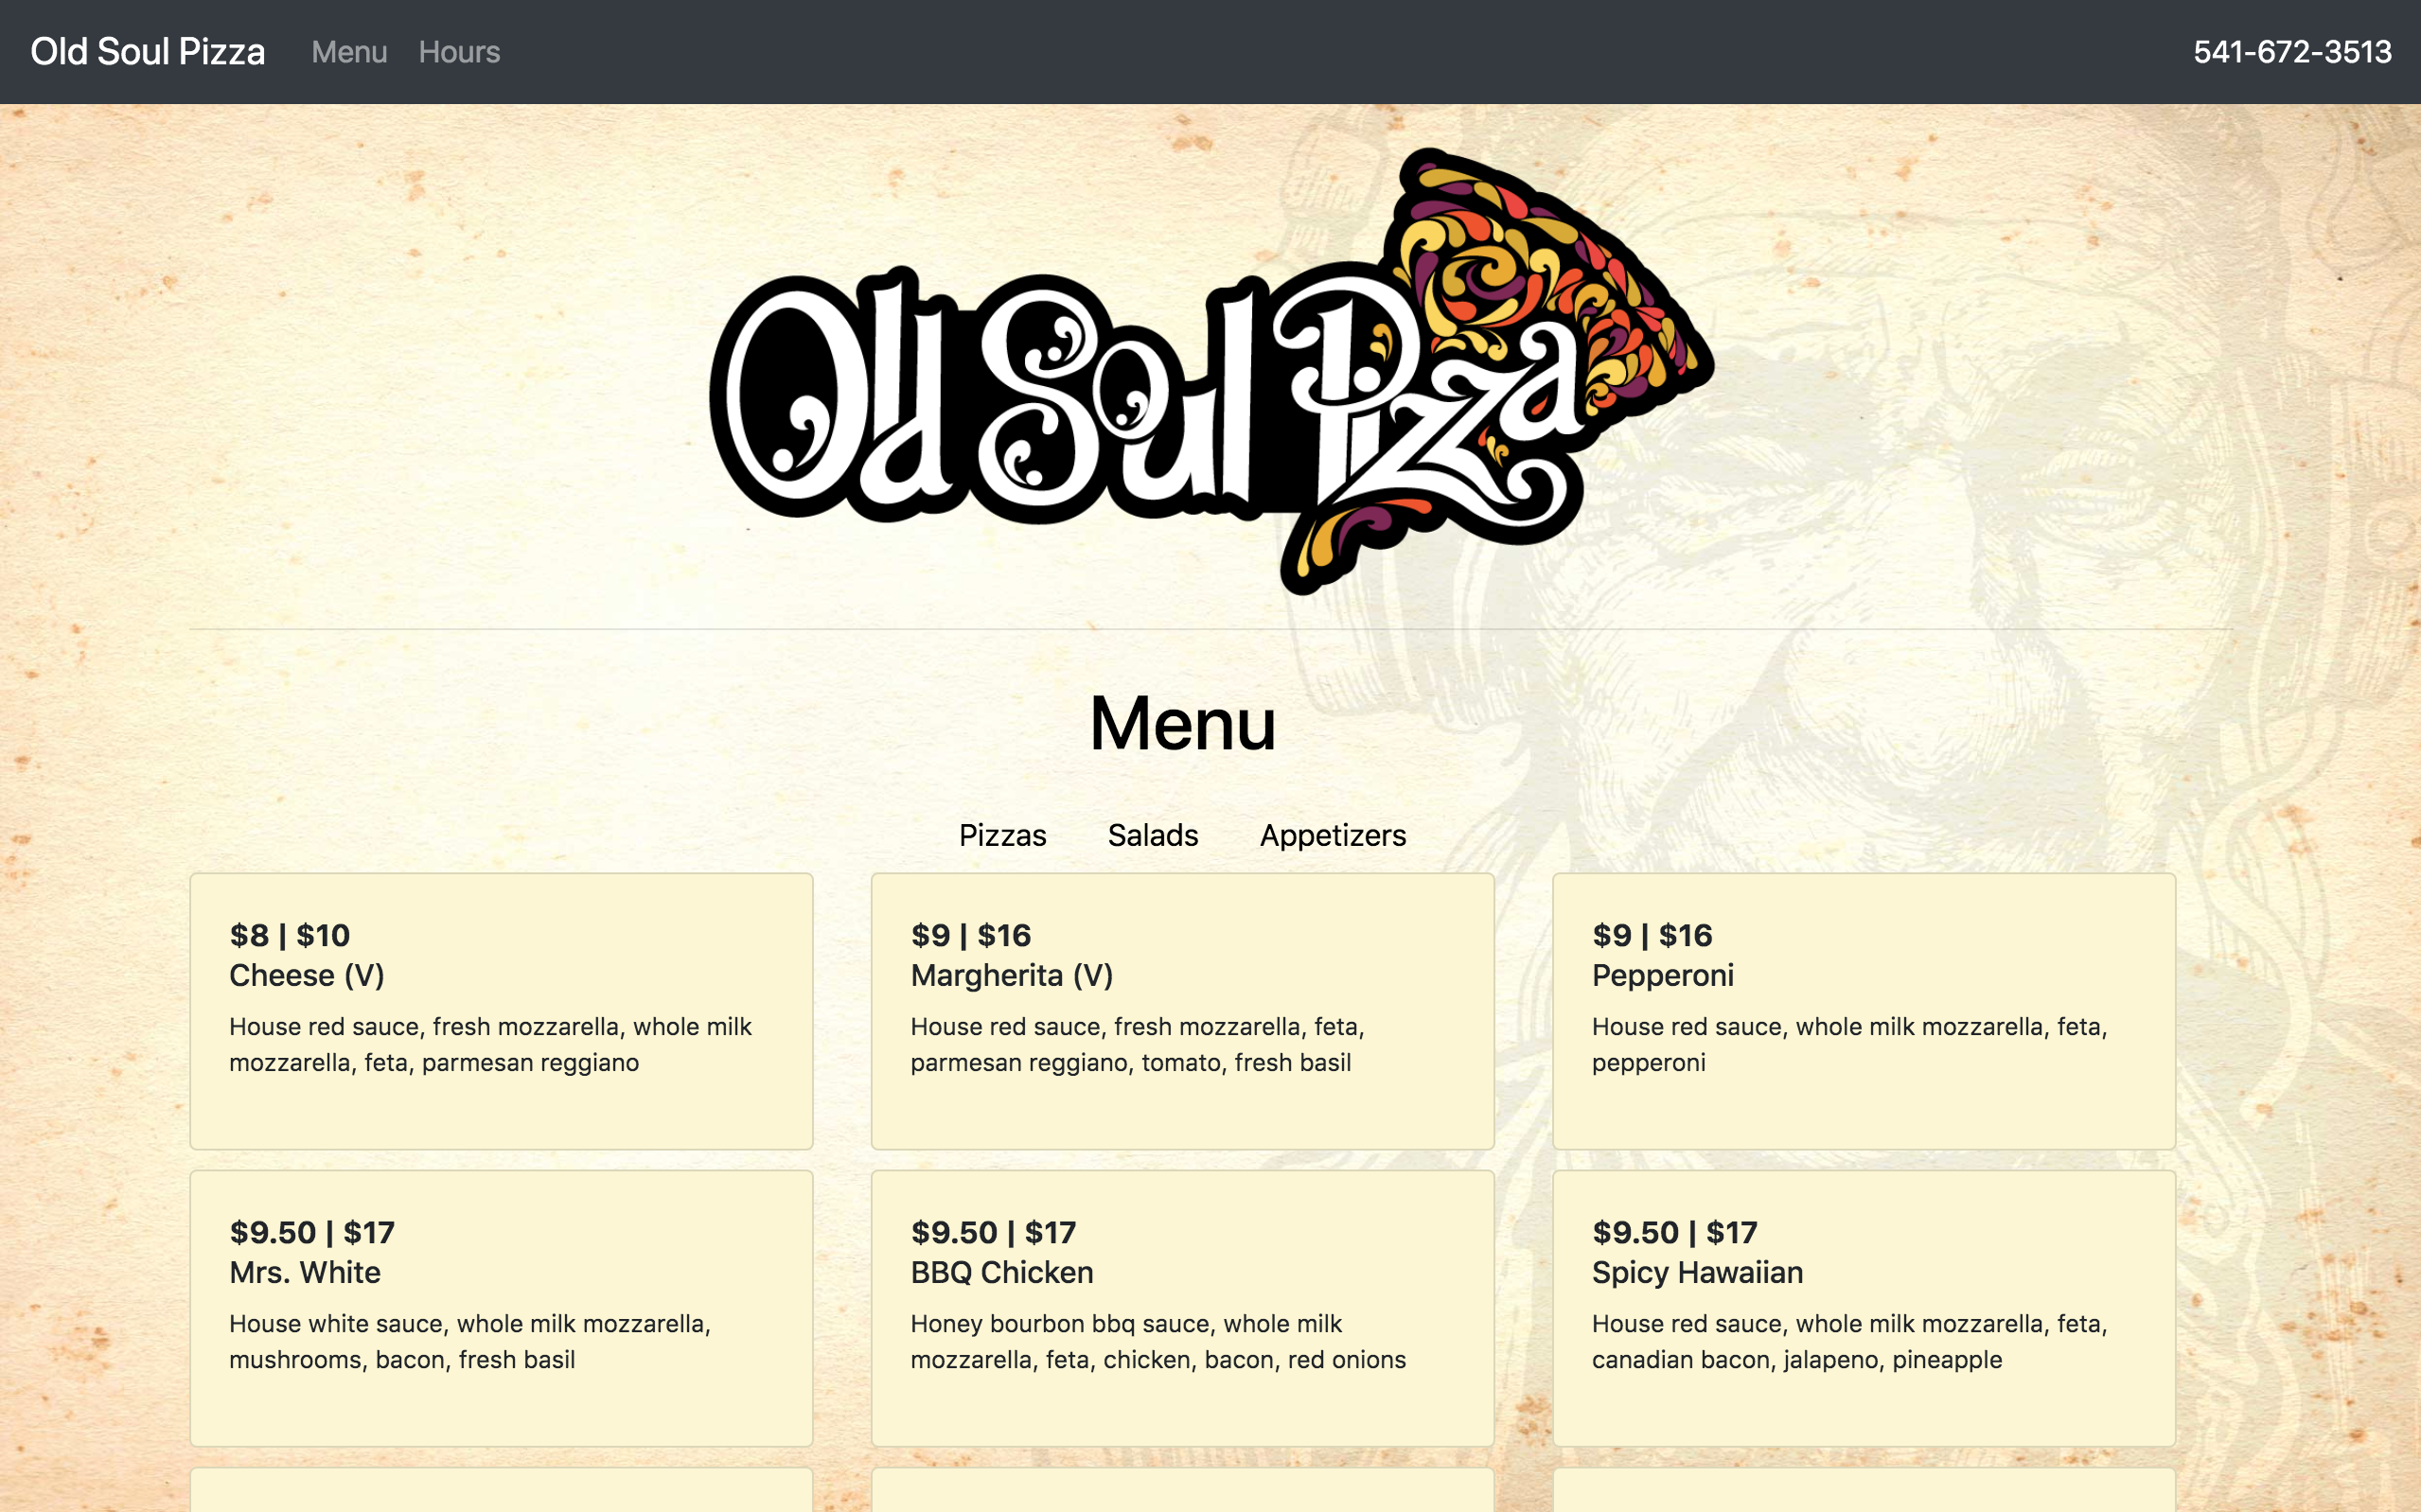 Old Soul Pizza Menu Hours 541-672-3513
Old Soul Pizza
Menu
Pizzas Salads Appetizers
$8 | $10
Cheese (V)
House red sauce, fresh mozzarella, whole milk
mozzarella, feta, parmesan reggiano
$9 | $16
Margherita (V)
House red sauce, fresh mozzarella, feta,
parmesan reggiano, tomato, fresh basil
$9 | $16
Pepperoni
House red sauce, whole milk mozzarella, feta,
pepperoni
$9.50 | $17
Mrs. White
House white sauce, whole milk mozzarella,
mushrooms, bacon, fresh basil
$9.50 | $17
BBQ Chicken
Honey bourbon bbq sauce, whole milk
mozzarella, feta, chicken, bacon, red onions
$9.50 | $17
Spicy Hawaiian
House red sauce, whole milk mozzarella, feta,
canadian bacon, jalapeno, pineapple